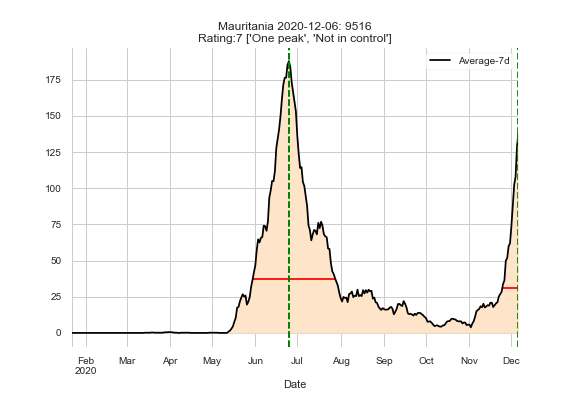 Mauritania 2020-12-06: 9516
Rating:7 ['One peak', 'Not in control']
Average-7d
175
150
125
100
75
50
25
0
Feb Mar Apr May Jun Jul Aug Sep Oct Nov Dec
2020
Date